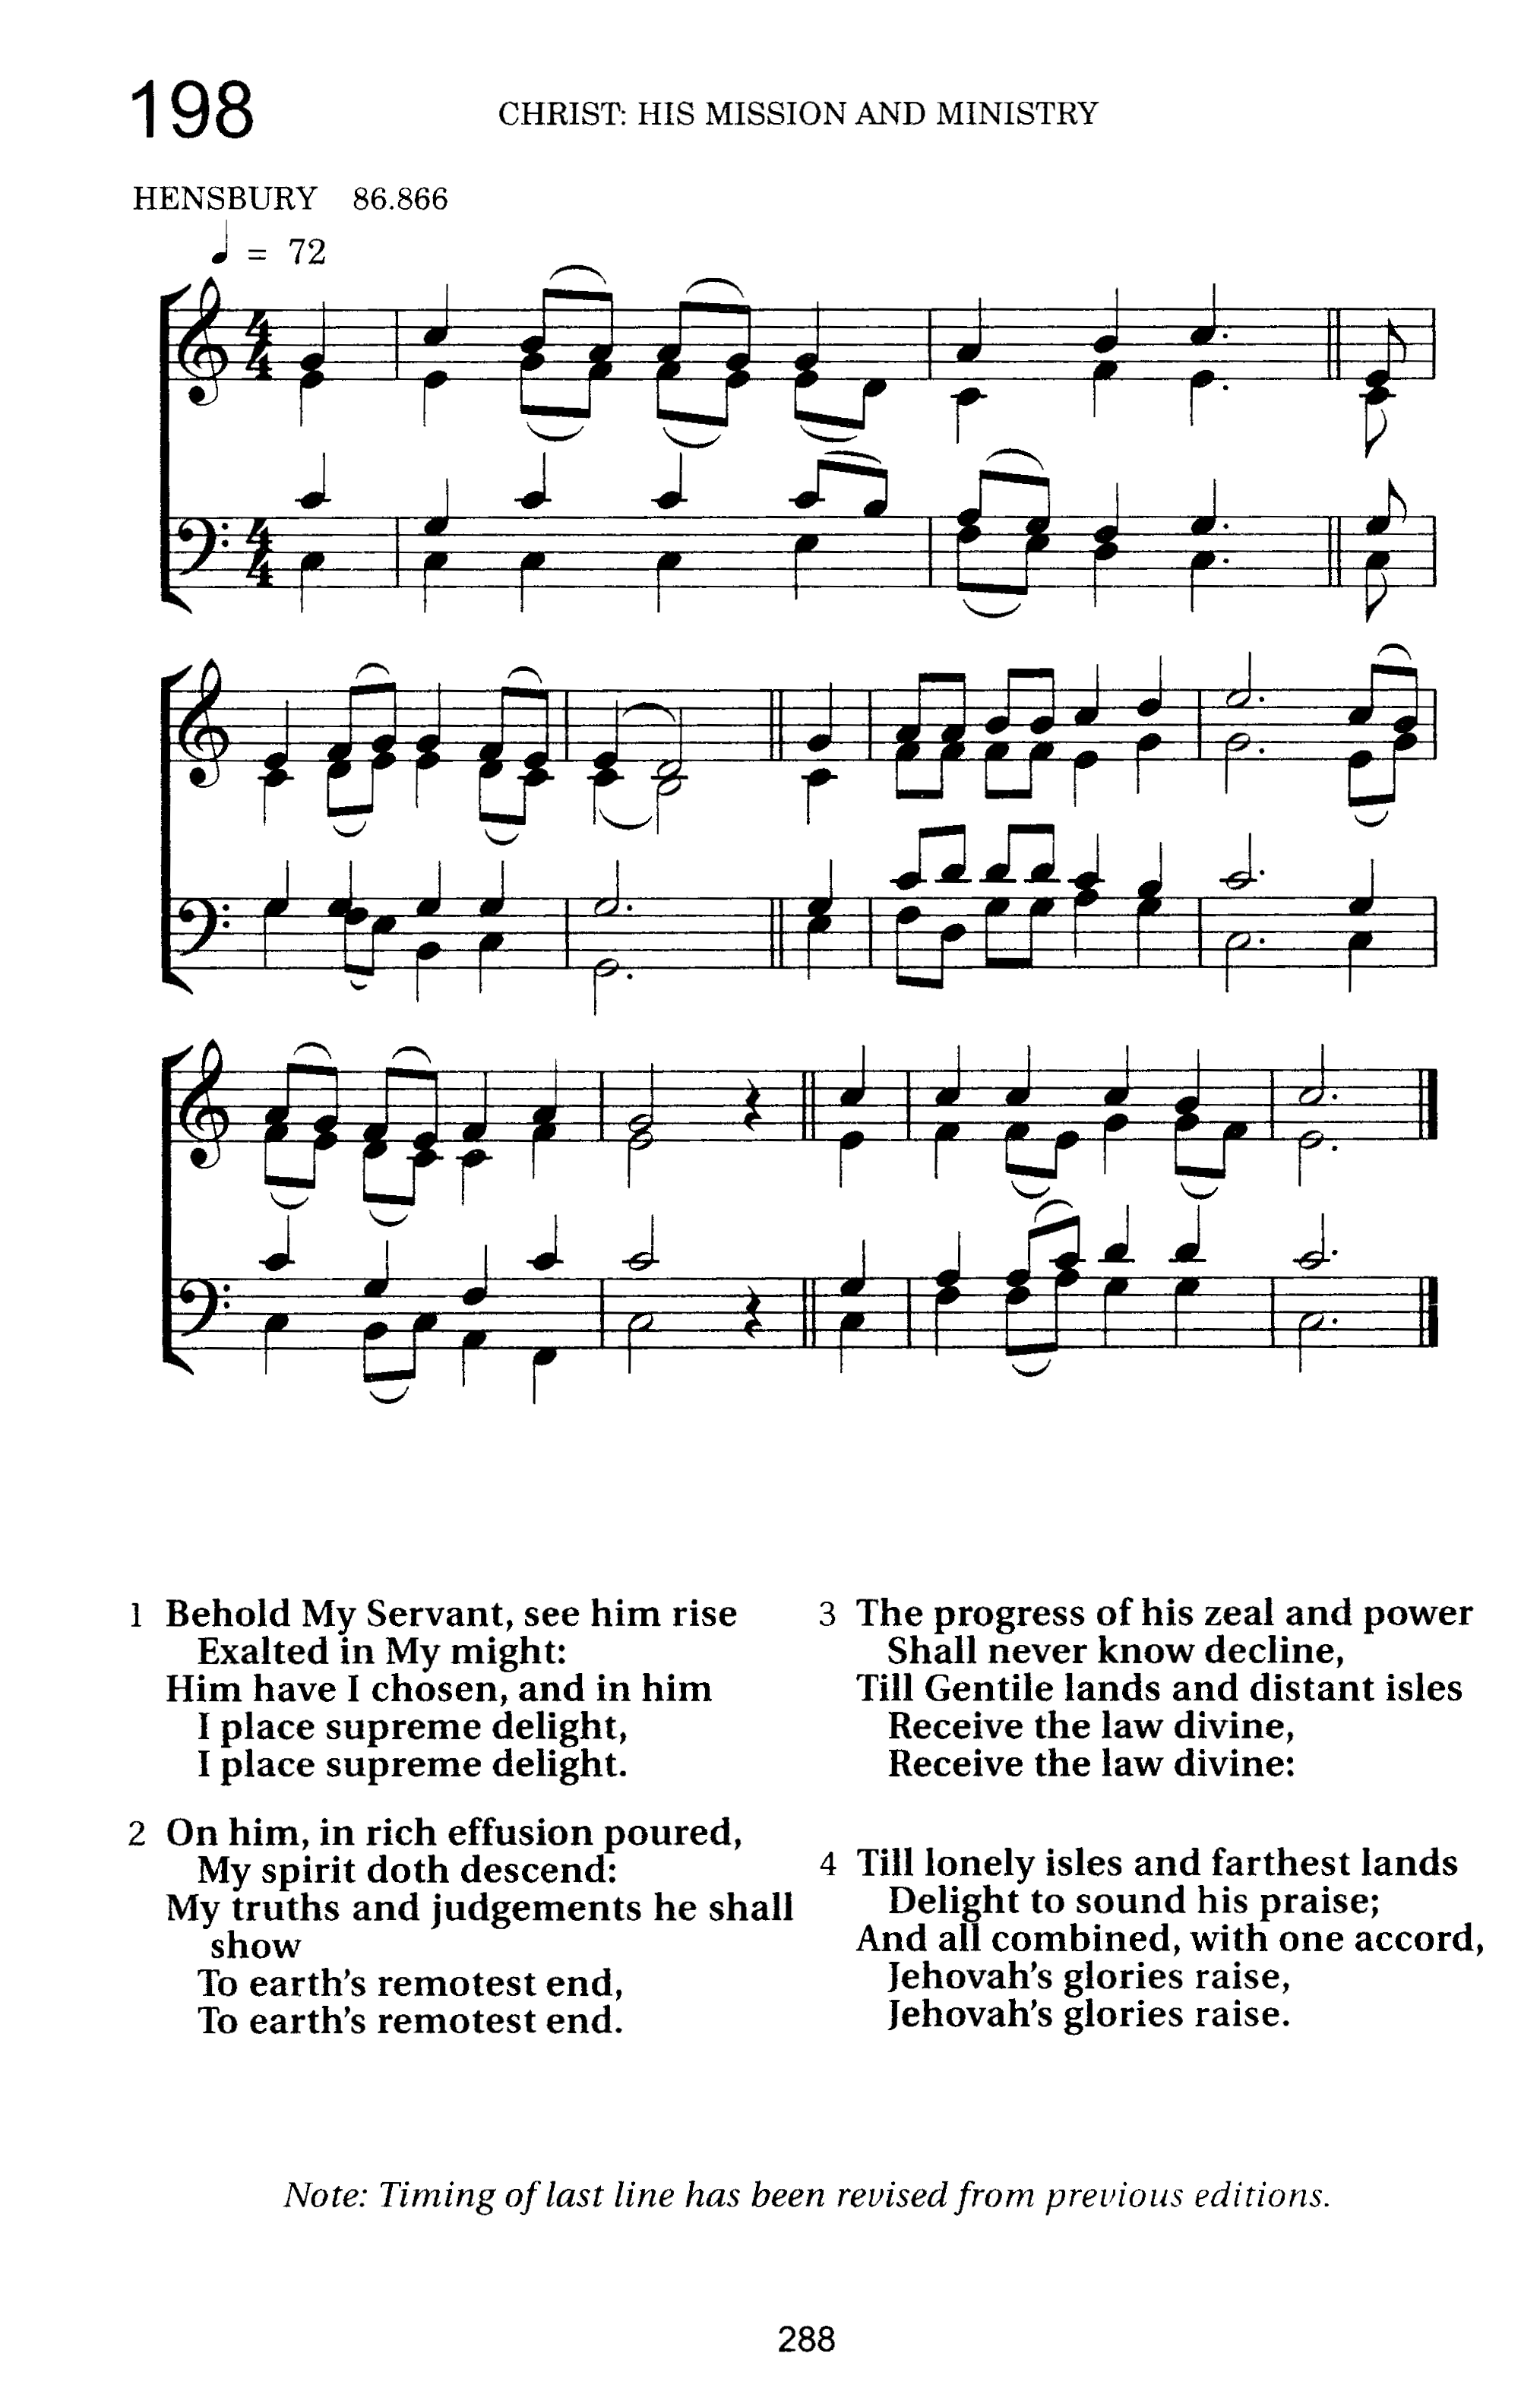 198
CHRIST: HIS MISSION AND MINISTRY
HENSBURY 86.866
♩ = 72
4
4
4
4
1 Behold My Servant, see him rise
Exalted in My might:
Him have I chosen, and in him
I place supreme delight,
I place supreme delight.
2 On him, in rich effusion poured,
My spirit doth descend:
My truths and judgements he shall
show
To earth's remotest end,
To earth's remotest end.
3 The progress of his zeal and power
Shall never know decline,
Till Gentile lands and distant isles
Receive the law divine,
Receive the law divine:
4 Till lonely isles and farthest lands
Delight to sound his praise;
And all combined, with one accord,
Jehovah's glories raise,
Jehovah's glories raise.
Note: Timing of last line has been revised from previous editions.
288